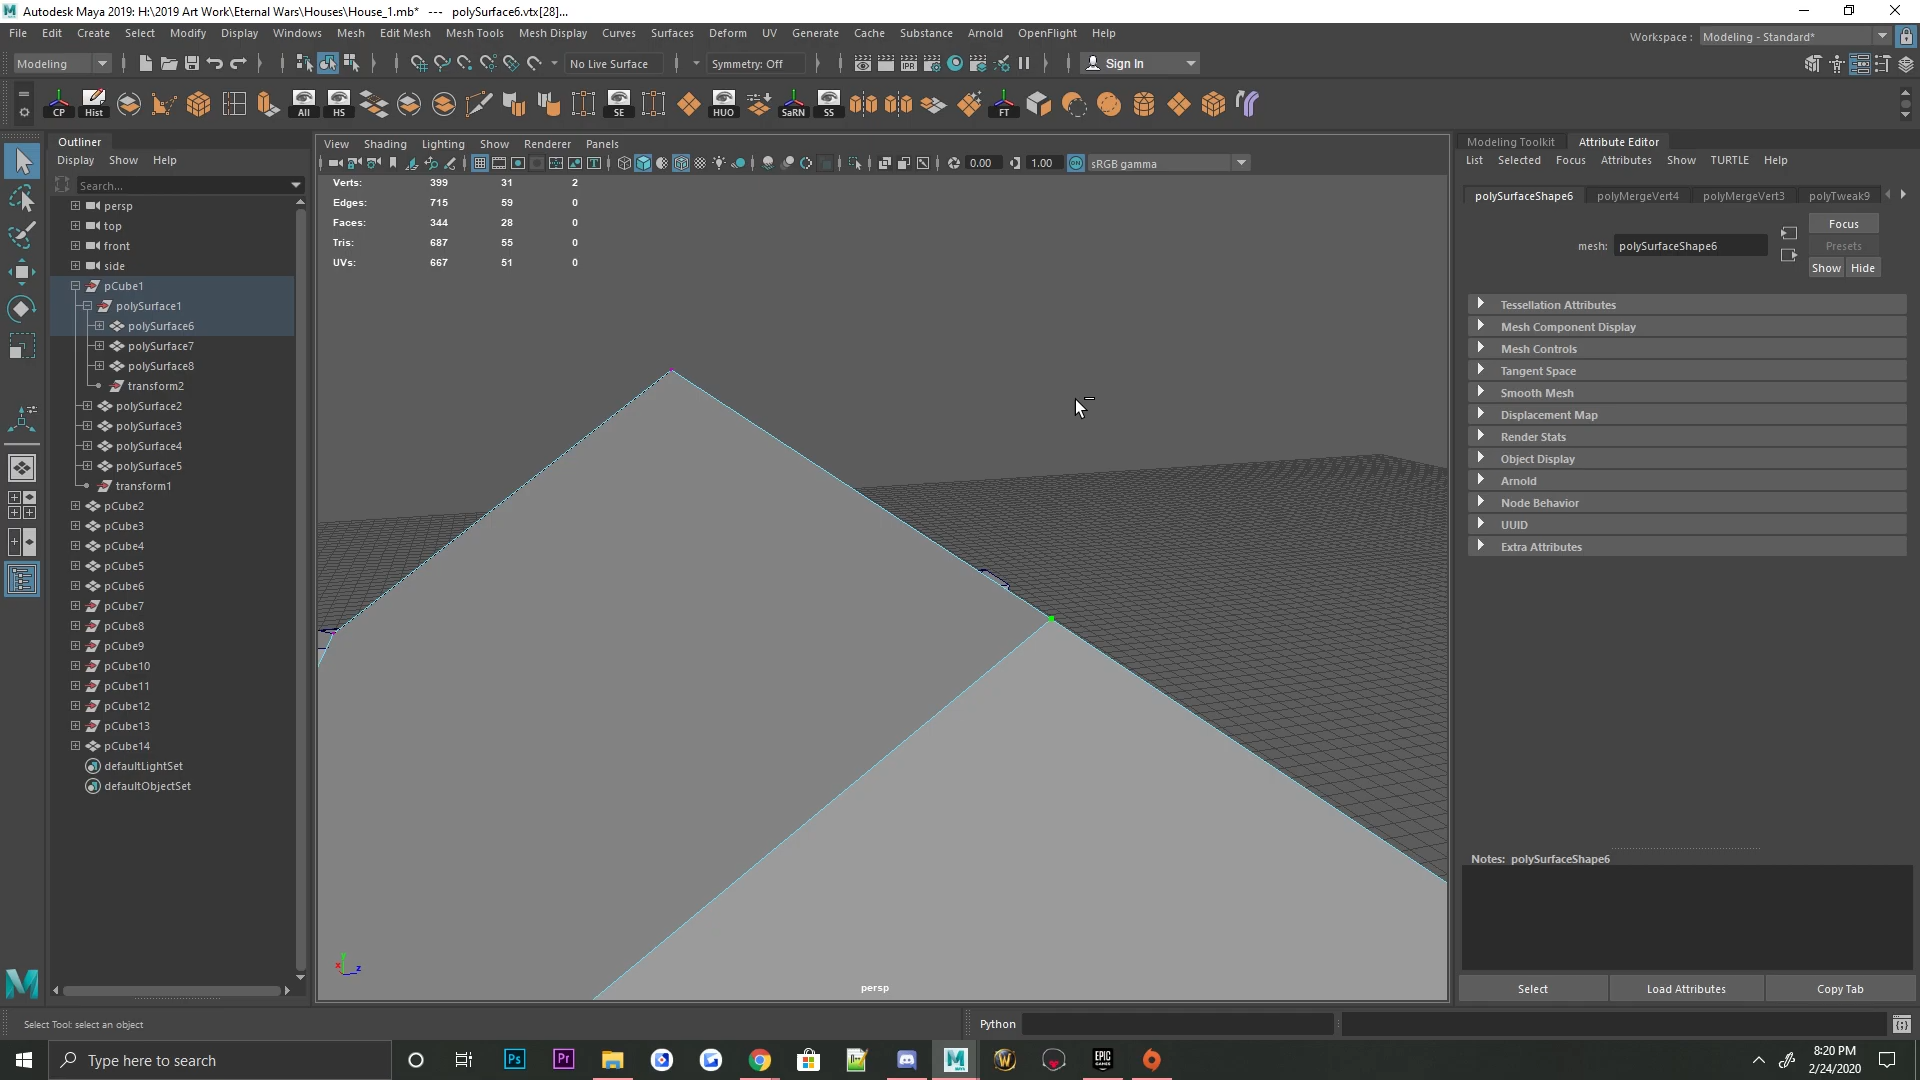 Autodesk Maya 2019: H:\2019 Art Work\Eternal Wars\Houses\House_1.mb* --- polySurface6.vtx[28]...
File Edit Create Select Modify Display Windows Mesh Edit Mesh Mesh Tools Mesh Display Curves Surfaces Deform UV Generate Cache Substance Arnold OpenFlight Help
Workspace : Modeling - Standard*
Modeling No Live Surface Symmetry: Off IPR Sign In
CP Hist All HS SE HUO SaRN SS FT
Outliner
Display Show Help
Search...
persp
top
front
side
pCube1
polySurface1
polySurface6
polySurface7
polySurface8
transform2
polySurface2
polySurface3
polySurface4
polySurface5
transform1
pCube2
pCube3
pCube4
pCube5
pCube6
pCube7
pCube8
pCube9
pCube10
pCube11
pCube12
pCube13
pCube14
defaultLightSet
defaultObjectSet
View Shading Lighting Show Renderer Panels
0.00 1.00 ON sRGB gamma
Verts: 399 31 2
Edges: 715 59 0
Faces: 344 28 0
Tris: 687 55 0
UVs: 667 51 0
y
x z
persp
Modeling Toolkit Attribute Editor
List Selected Focus Attributes Show TURTLE Help
polySurfaceShape6 polyMergeVert4 polyMergeVert3 polyTweak9
mesh: polySurfaceShape6
Focus
Presets
Show Hide
Tessellation Attributes
Mesh Component Display
Mesh Controls
Tangent Space
Smooth Mesh
Displacement Map
Render Stats
Object Display
Arnold
Node Behavior
UUID
Extra Attributes
Notes: polySurfaceShape6
Select Load Attributes Copy Tab
Select Tool: select an object
Python
Type here to search
Ps Pr EPIC GAMES
8:20 PM
2/24/2020